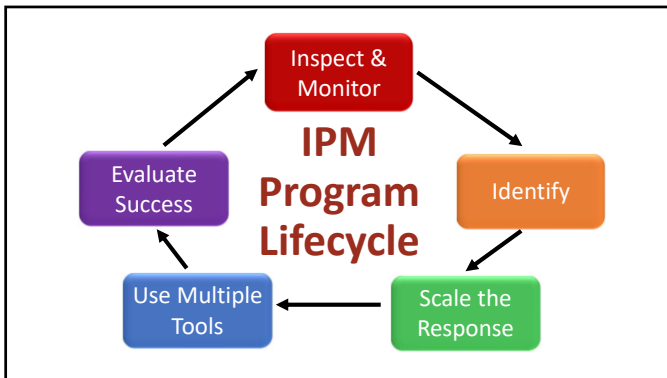 Inspect &
Monitor
IPM
Program
Lifecycle
Identify
Scale the
Response
Use Multiple
Tools
Evaluate
Success